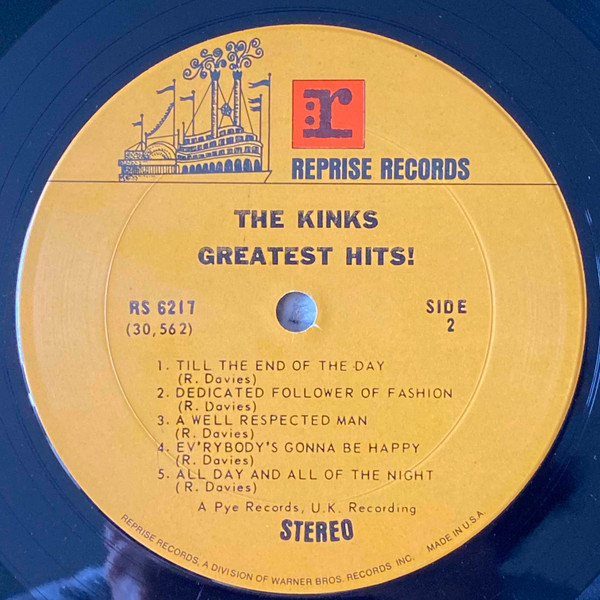 r
REPRISE RECORDS
THE KINKS
GREATEST HITS!
RS 6217
(30,562)
SIDE
2
1. TILL THE END OF THE DAY
(R. Davies)
2. DEDICATED FOLLOWER OF FASHION
(R. Davies)
3. A WELL RESPECTED MAN
(R. Davies)
4. EV'RYBODY'S GONNA BE HAPPY
(R. Davies)
5. ALL DAY AND ALL OF THE NIGHT
(R. Davies)
A Pye Records, U.K. Recording
STEREO
REPRISE RECORDS, A DIVISION OF WARNER BROS. RECORDS INC. MADE IN U.S.A.